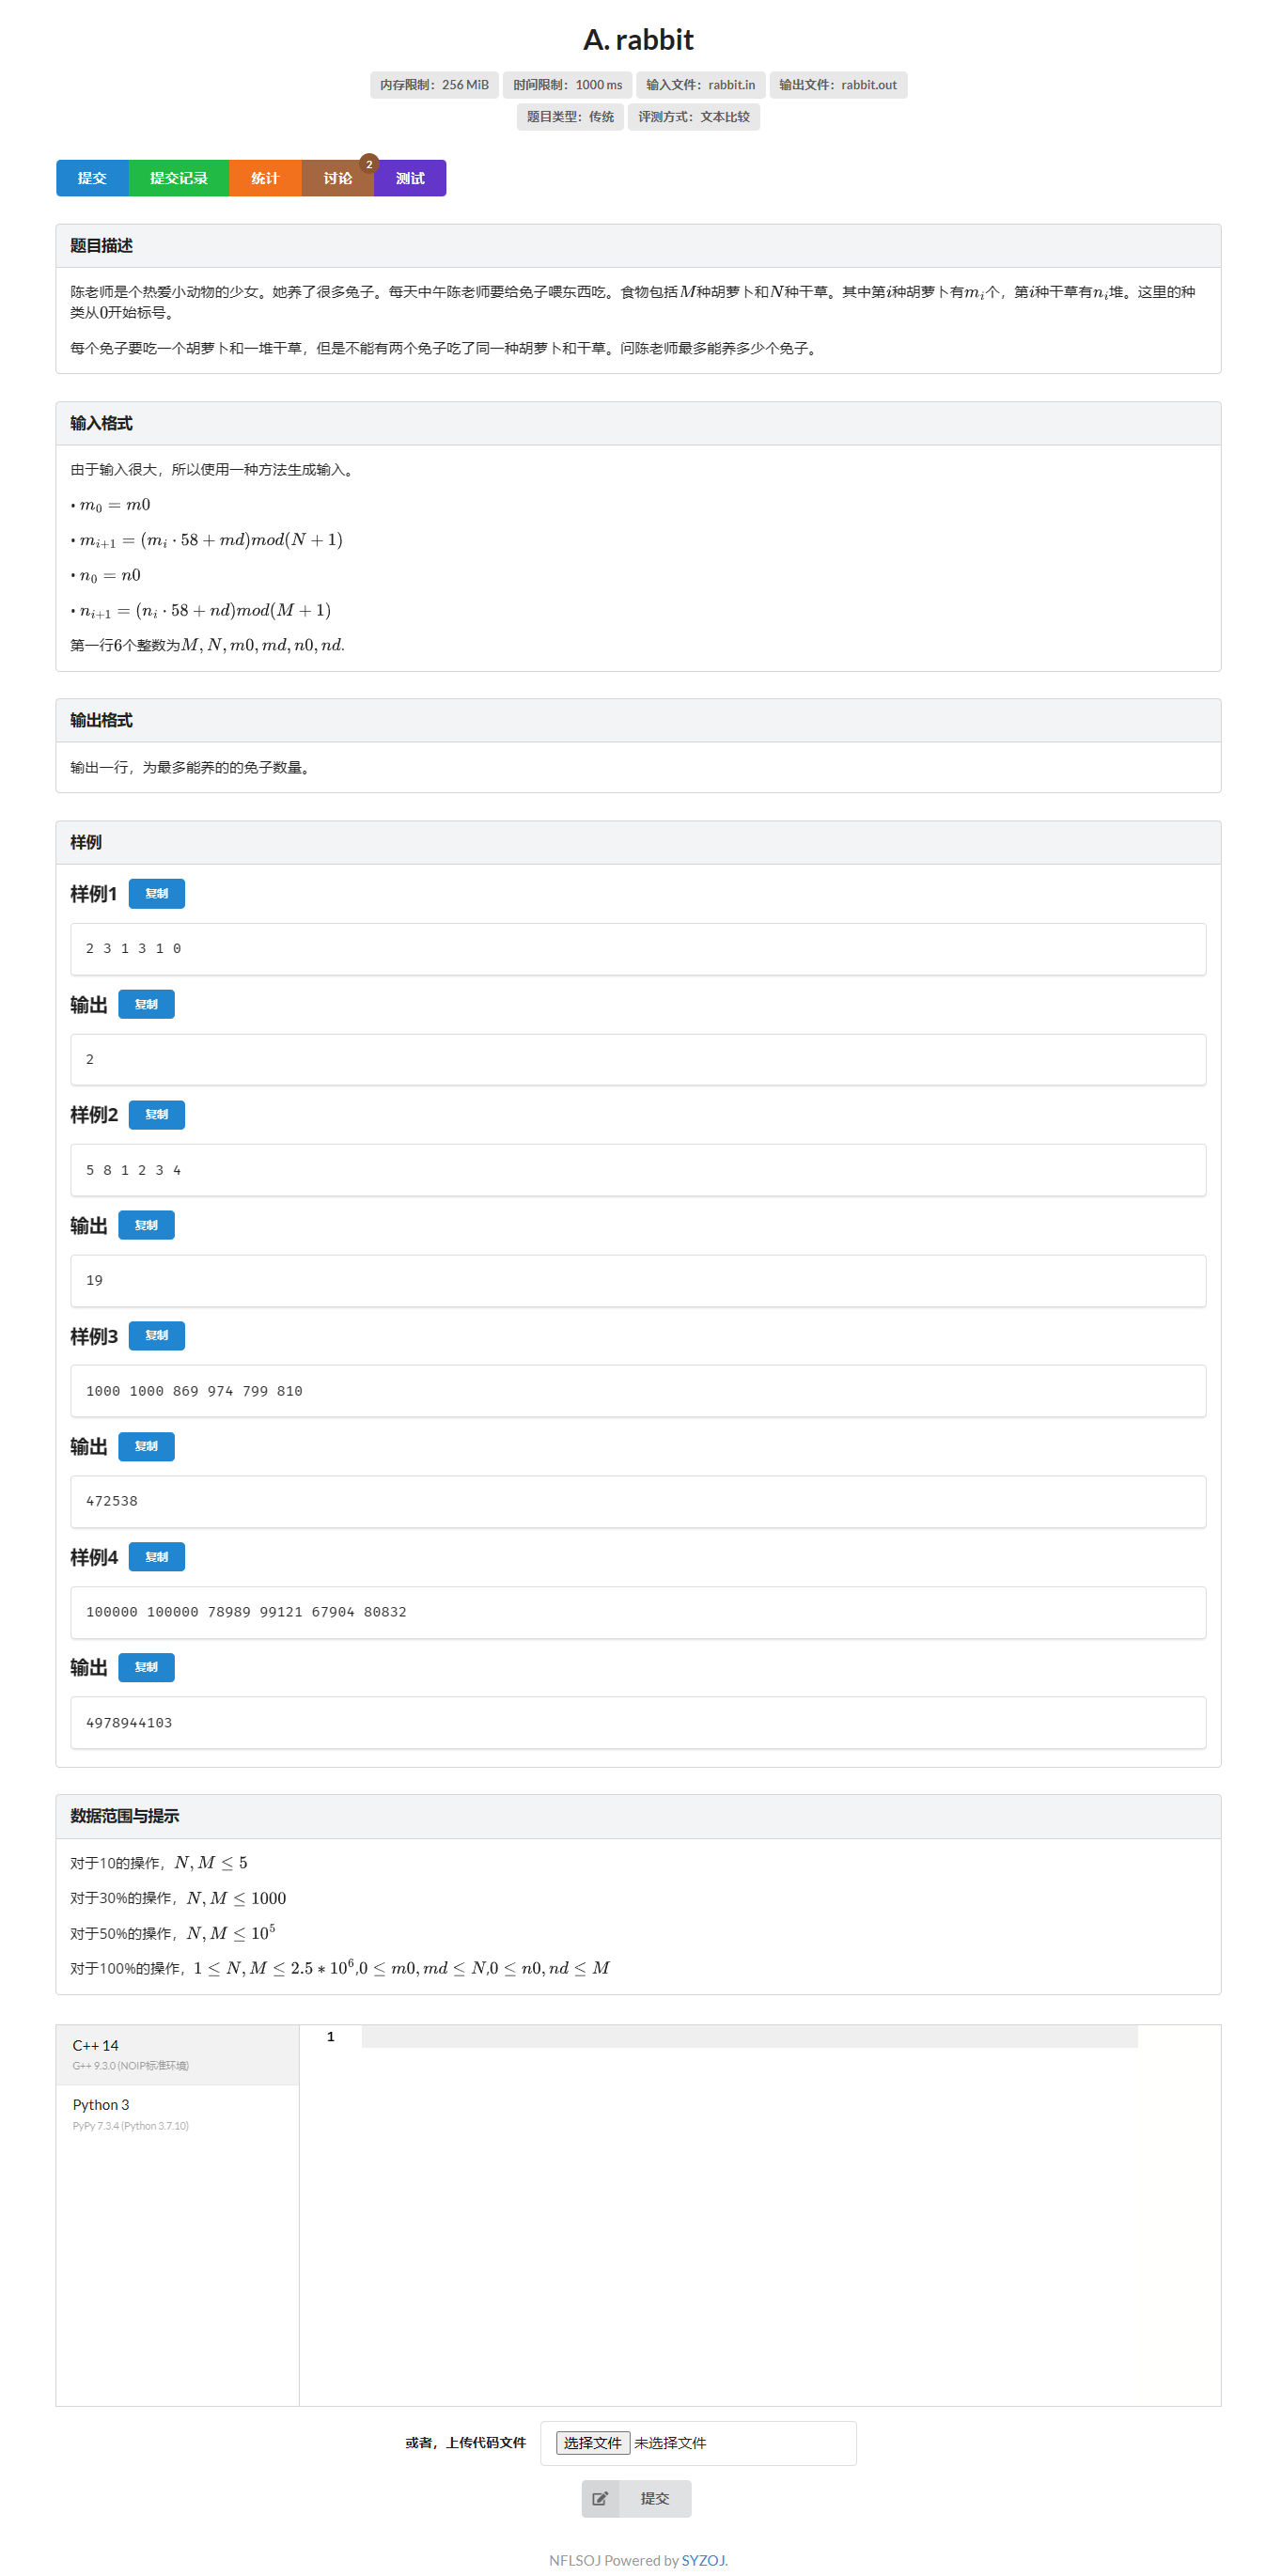 A. rabbit
内存限制：256 MiB
时间限制：1000 ms
输入文件：rabbit.in
输出文件：rabbit.out
题目类型：传统
评测方式：文本比较
提交
提交记录
统计
讨论
2
测试
题目描述
陈老师是个热爱小动物的少女。她养了很多兔子。每天中午陈老师要给兔子喂东西吃。食物包括M种胡萝卜和N种干草。其中第i种胡萝卜有m_i个，第i种干草有n_i堆。这里的种
类从0开始标号。
每个兔子要吃一个胡萝卜和一堆干草，但是不能有两个兔子吃了同一种胡萝卜和干草。问陈老师最多能养多少个兔子。
输入格式
由于输入很大，所以使用一种方法生成输入。
• m_0 = m0
• m_{i+1} = (m_i · 58 + md)mod(N + 1)
• n_0 = n0
• n_{i+1} = (n_i · 58 + nd)mod(M + 1)
第一行6个整数为M, N, m0, md, n0, nd.
输出格式
输出一行，为最多能养的的兔子数量。
样例
样例1 复制
2 3 1 3 1 0
输出 复制
2
样例2 复制
5 8 1 2 3 4
输出 复制
19
样例3 复制
1000 1000 869 974 799 810
输出 复制
472538
样例4 复制
100000 100000 78989 99121 67904 80832
输出 复制
4978944103
数据范围与提示
对于10的操作，N, M ≤ 5
对于30%的操作，N, M ≤ 1000
对于50%的操作，N, M ≤ 10^5
对于100%的操作，1 ≤ N, M ≤ 2.5 ∗ 10^6,0 ≤ m0, md ≤ N,0 ≤ n0, nd ≤ M
C++ 14
G++ 9.3.0 (NOIP标准环境)
Python 3
PyPy 7.3.4 (Python 3.7.10)
1
或者，上传代码文件
选择文件 未选择文件
提交
NFLSOJ Powered by SYZOJ.